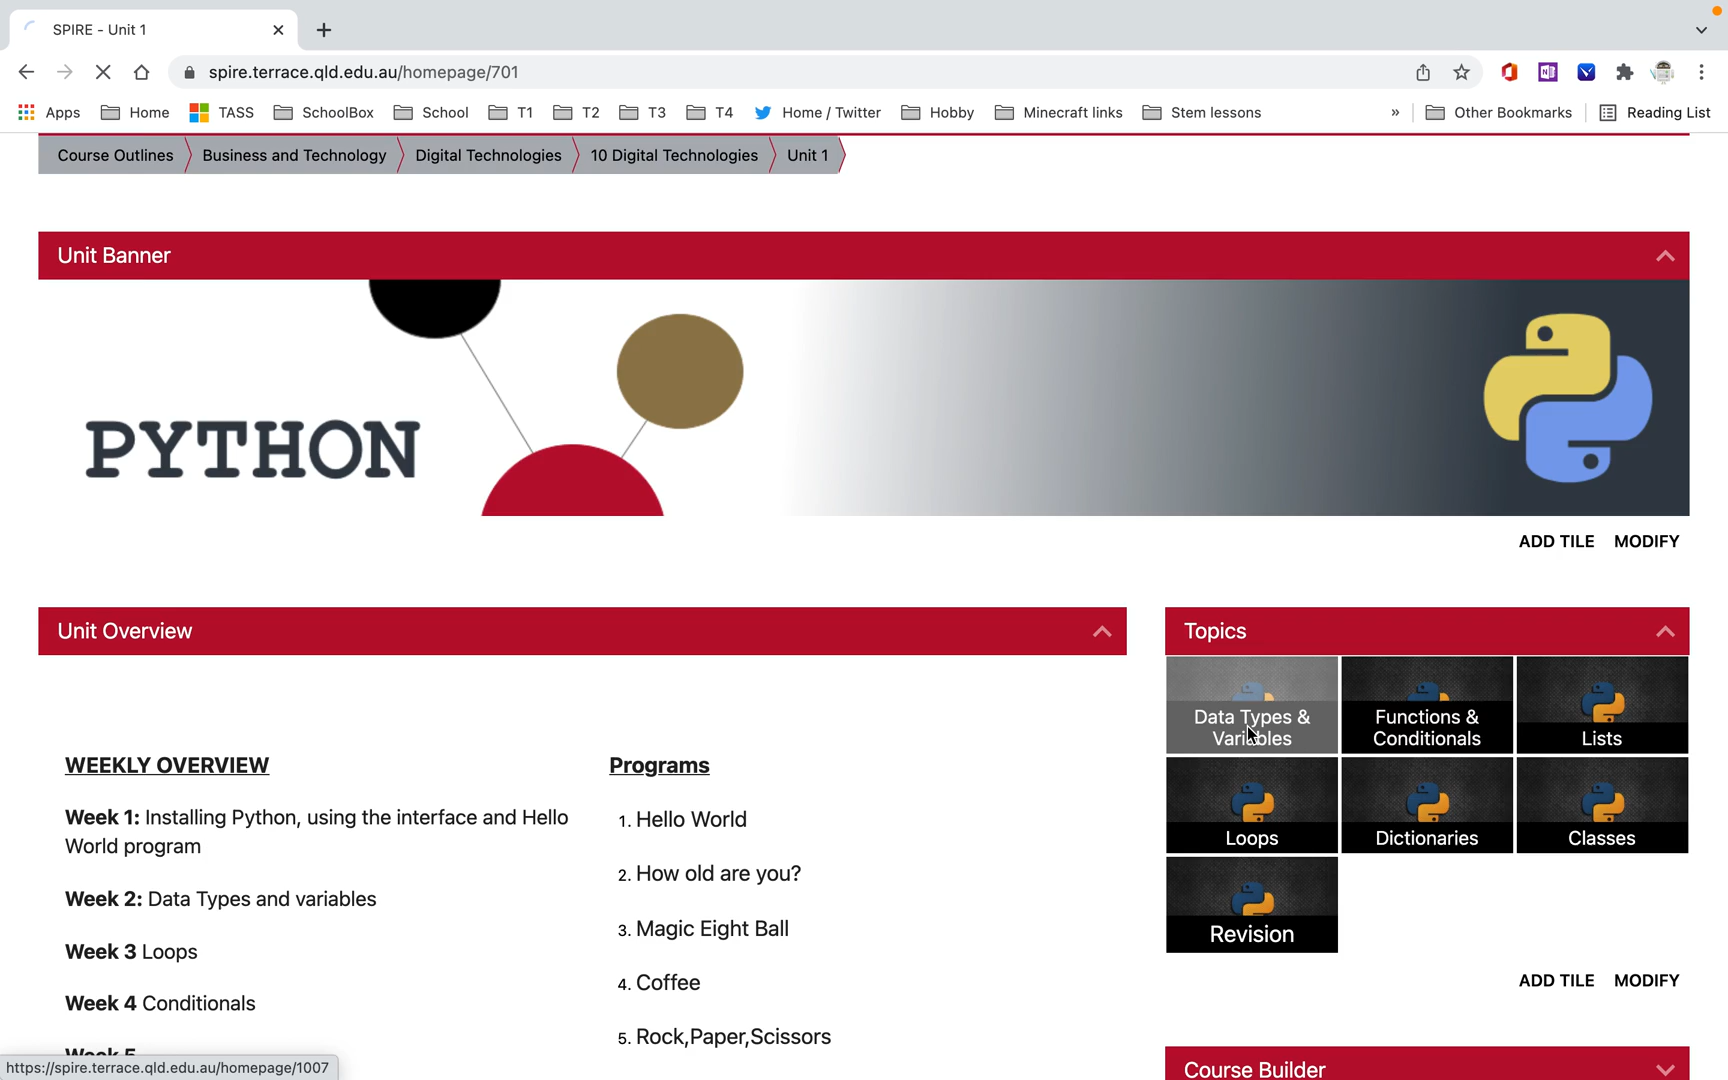 SPIRE - Unit 1
spire.terrace.qld.edu.au/homepage/701
Apps Home TASS SchoolBox School T1 T2 T3 T4 Home / Twitter Hobby Minecraft links Stem lessons » Other Bookmarks Reading List
Course Outlines Business and Technology Digital Technologies 10 Digital Technologies Unit 1
Unit Banner
PYTHON
ADD TILE MODIFY
Unit Overview
WEEKLY OVERVIEW
Week 1: Installing Python, using the interface and Hello
World program
Week 2: Data Types and variables
Week 3 Loops
Week 4 Conditionals
Week 5
Programs
1. Hello World
2. How old are you?
3. Magic Eight Ball
4. Coffee
5. Rock,Paper,Scissors
Topics
Data Types &
Variables
Functions &
Conditionals
Lists
Loops
Dictionaries
Classes
Revision
ADD TILE MODIFY
Course Builder
https://spire.terrace.qld.edu.au/homepage/1007